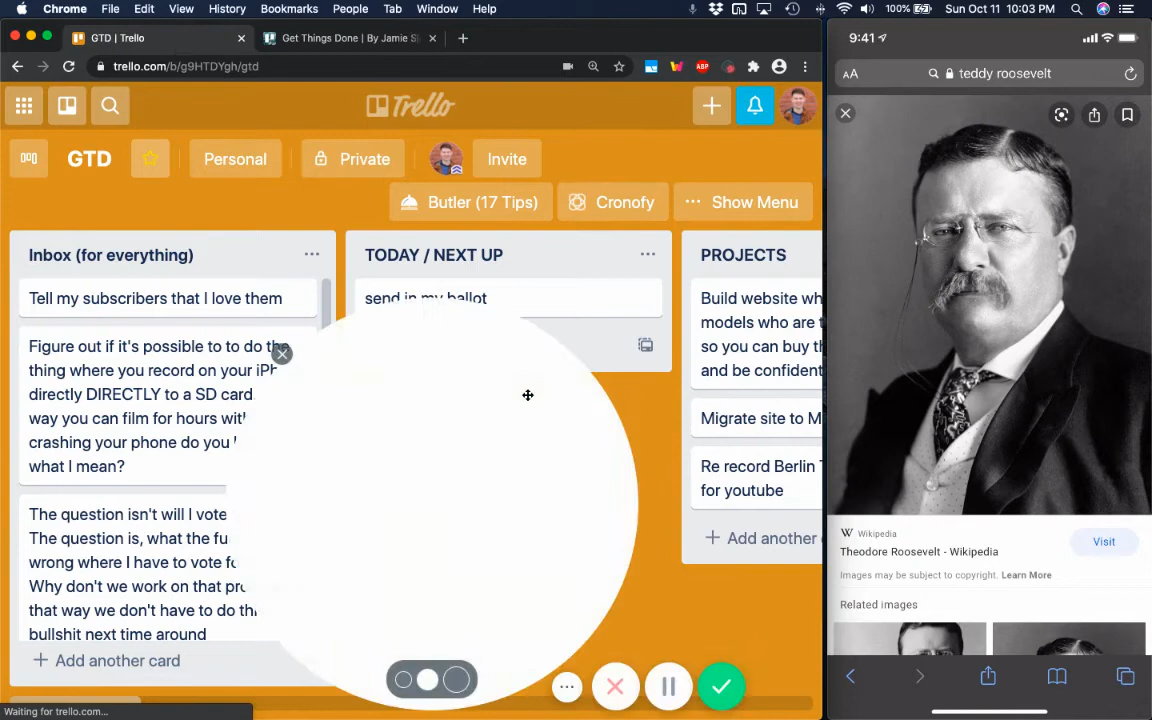 Chrome File Edit View History Bookmarks People Tab Window Help 100% Sun Oct 11 10:03 PM
GTD | Trello
Get Things Done | By Jamie
trello.com/b/g9HTDYgh/gtd
ABP
Trello
GTD Personal Private Invite
Butler (17 Tips) Cronofy Show Menu
Inbox (for everything)
Tell my subscribers that I love them
Figure out if it's possible to to do the
thing where you record on your
directly DIRECTLY to a SD card
way you can film for hours
crashing your phone do you
what I mean?
The question isn't will I vote
The question is, what the
wrong where I have to vote
Why don't we work on that
that way we don't have to do
bullshit next time around
Add another card
TODAY / NEXT UP
send in my ballot
PROJECTS
Build website
models who are
so you can buy
and be confident
Migrate site to
Re record Berlin
for youtube
Add another
Waiting for trello.com...
9:41
AA teddy roosevelt
W Wikipedia
Theodore Roosevelt - Wikipedia
Visit
Images may be subject to copyright. Learn More
Related images